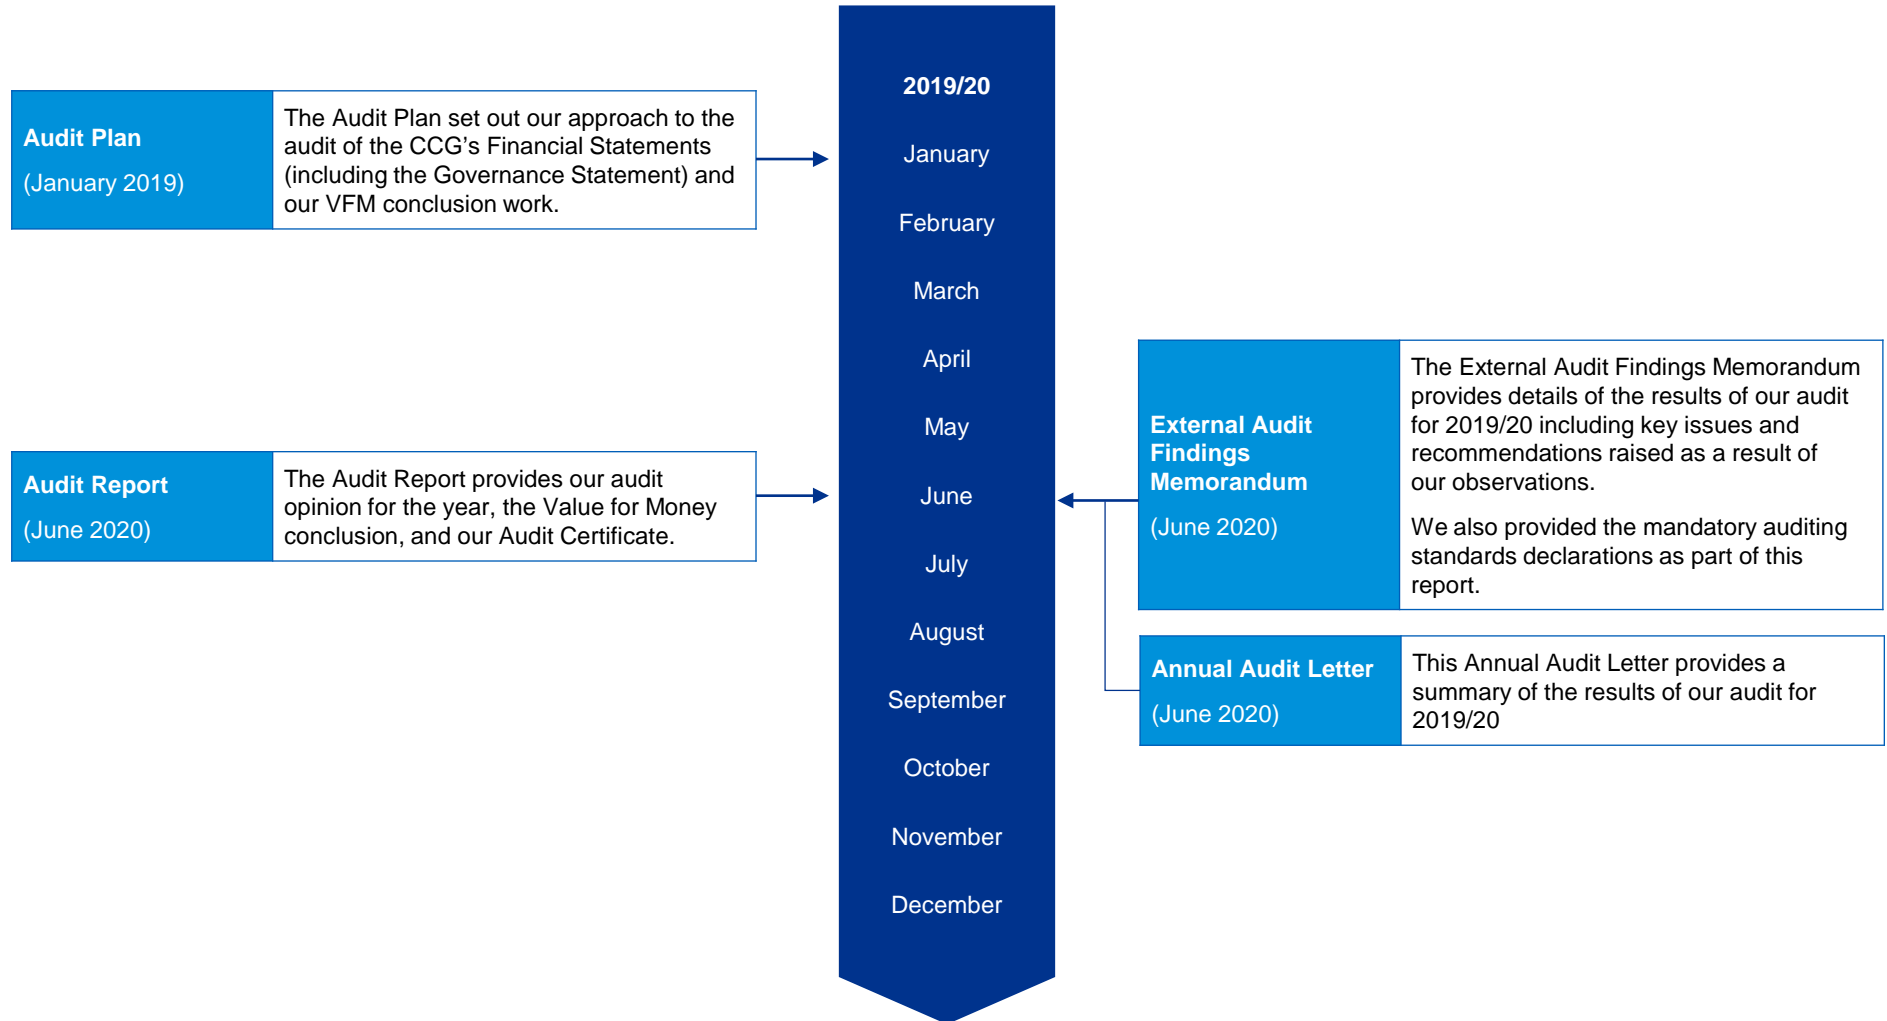 Audit Plan
(January 2019)
The Audit Plan set out our approach to the
audit of the CCG's Financial Statements
(including the Governance Statement) and
our VFM conclusion work.
Audit Report
(June 2020)
The Audit Report provides our audit
opinion for the year, the Value for Money
conclusion, and our Audit Certificate.
2019/20
January
February
March
April
May
June
July
August
September
October
November
December
External Audit
Findings
Memorandum
(June 2020)
The External Audit Findings Memorandum
provides details of the results of our audit
for 2019/20 including key issues and
recommendations raised as a result of
our observations.
We also provided the mandatory auditing
standards declarations as part of this
report.
Annual Audit Letter
(June 2020)
This Annual Audit Letter provides a
summary of the results of our audit for
2019/20